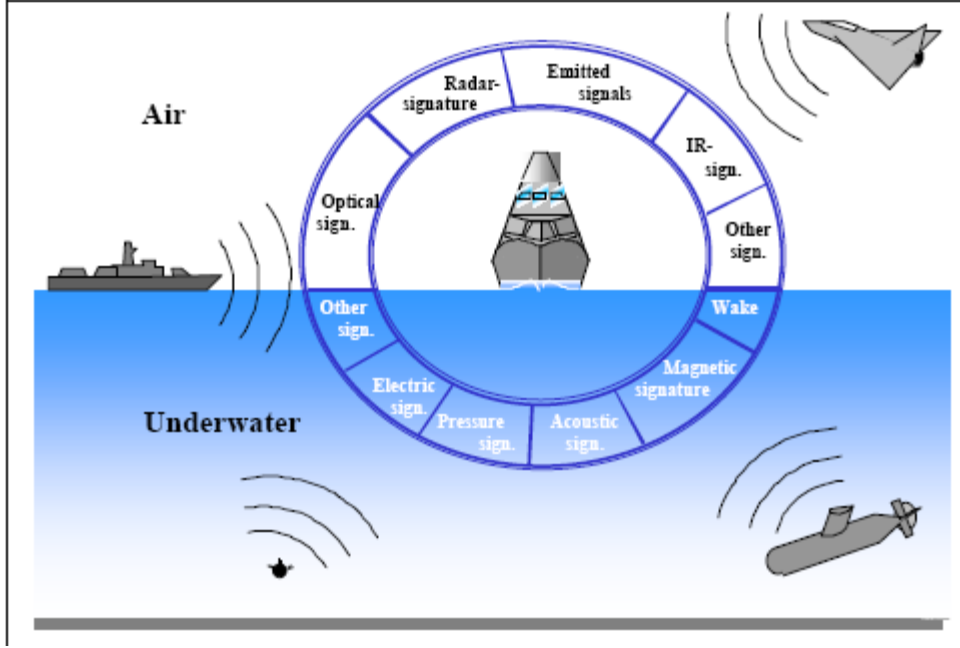 Air
Radar-
signature
Emitted
signals
IR-
sign.
Optical
sign.
Other
sign.
Other
sign.
Wake
Electric
sign.
Magnetic
signature
Pressure
sign.
Acoustic
sign.
Underwater